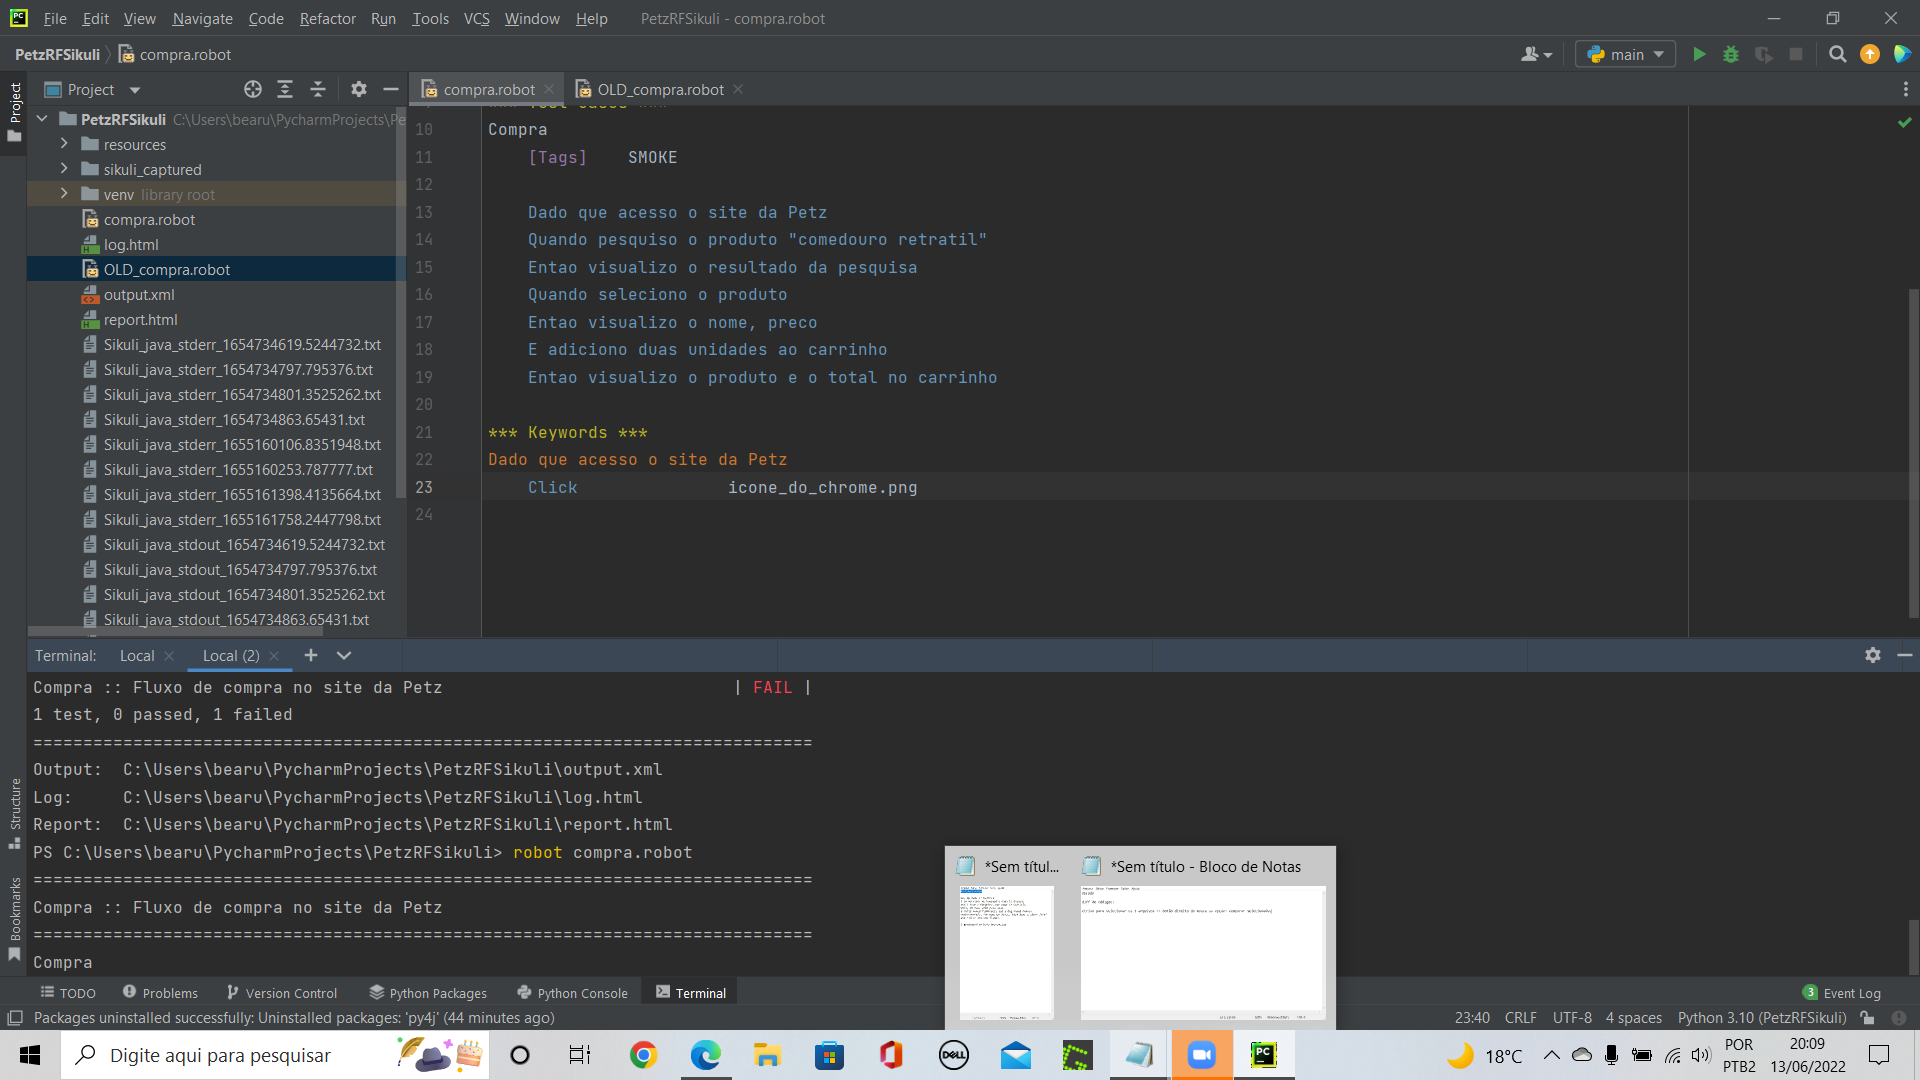 File Edit View Navigate Code Refactor Run Tools VCS Window Help PetzRFSikuli - compra.robot
PetzRFSikuli compra.robot main
Project
Project
compra.robot
OLD_compra.robot
PetzRFSikuli C:\Users\bearu\PycharmProjects\Pe
resources
sikuli_captured
venv library root
compra.robot
log.html
OLD_compra.robot
output.xml
report.html
Sikuli_java_stderr_1654734619.5244732.txt
Sikuli_java_stderr_1654734797.795376.txt
Sikuli_java_stderr_1654734801.3525262.txt
Sikuli_java_stderr_1654734863.65431.txt
Sikuli_java_stderr_1655160106.8351948.txt
Sikuli_java_stderr_1655160253.787777.txt
Sikuli_java_stderr_1655161398.4135664.txt
Sikuli_java_stderr_1655161758.2447798.txt
Sikuli_java_stdout_1654734619.5244732.txt
Sikuli_java_stdout_1654734797.795376.txt
Sikuli_java_stdout_1654734801.3525262.txt
Sikuli_java_stdout_1654734863.65431.txt
10 Compra
11 [Tags] SMOKE
12
13 Dado que acesso o site da Petz
14 Quando pesquiso o produto "comedouro retratil"
15 Entao visualizo o resultado da pesquisa
16 Quando seleciono o produto
17 Entao visualizo o nome, preco
18 E adiciono duas unidades ao carrinho
19 Entao visualizo o produto e o total no carrinho
20
21 *** Keywords ***
22 Dado que acesso o site da Petz
23 Click icone_do_chrome.png
24
Structure
Bookmarks
Terminal: Local Local (2)
Compra :: Fluxo de compra no site da Petz | FAIL |
1 test, 0 passed, 1 failed
==============================================================================
Output: C:\Users\bearu\PycharmProjects\PetzRFSikuli\output.xml
Log: C:\Users\bearu\PycharmProjects\PetzRFSikuli\log.html
Report: C:\Users\bearu\PycharmProjects\PetzRFSikuli\report.html
PS C:\Users\bearu\PycharmProjects\PetzRFSikuli> robot compra.robot
==============================================================================
Compra :: Fluxo de compra no site da Petz
==============================================================================
Compra
*Sem títul...
*Sem título - Bloco de Notas
TODO Problems Version Control Python Packages Python Console Terminal 3 Event Log
Packages uninstalled successfully: Uninstalled packages: 'py4j' (44 minutes ago) 23:40 CRLF UTF-8 4 spaces Python 3.10 (PetzRFSikuli)
Digite aqui para pesquisar
DELL
PC
18°C
POR
PTB2
20:09
13/06/2022